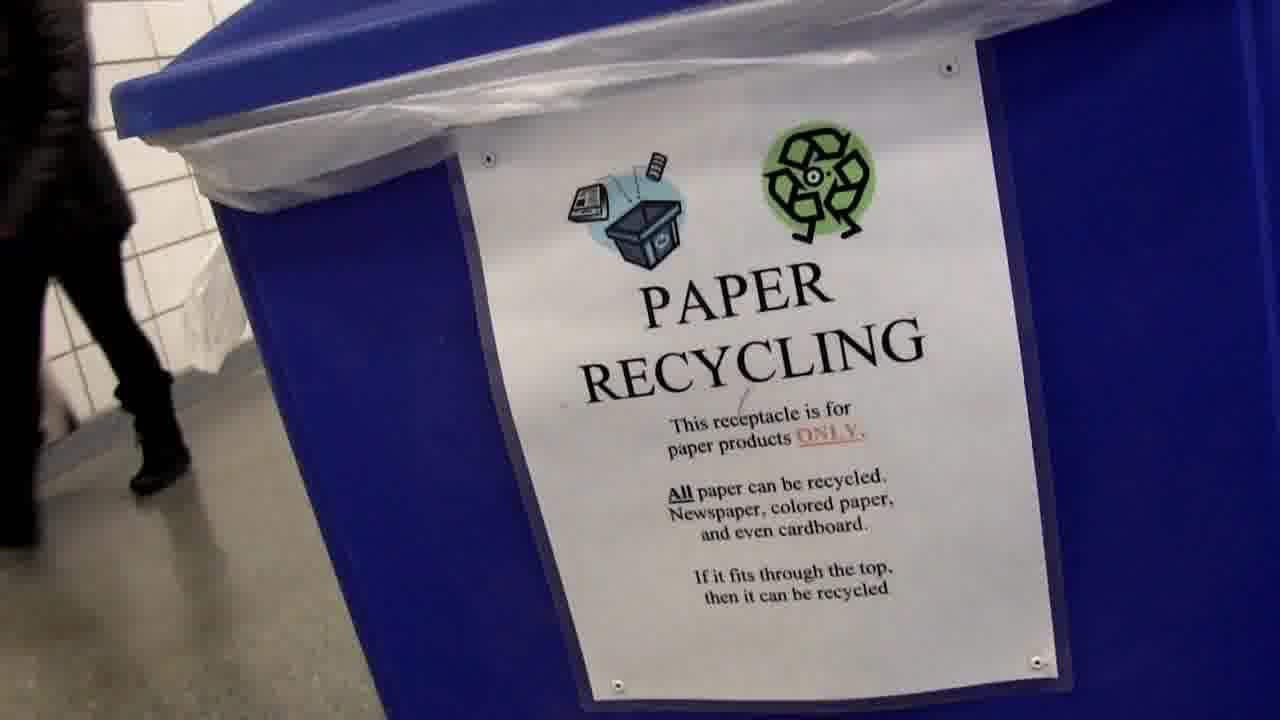 PAPER
RECYCLING
This receptacle is for
paper products ONLY.
All paper can be recycled.
Newspaper, colored paper,
and even cardboard.
If it fits through the top,
then it can be recycled